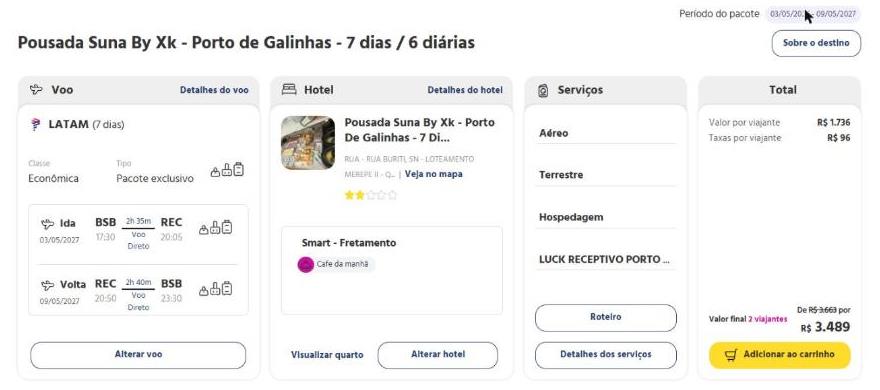 Período do pacote 03/05/202 - 09/05/2027
Pousada Suna By Xk - Porto de Galinhas - 7 dias / 6 diárias
Sobre o destino
Voo
Detalhes do voo
LATAM (7 dias)
Classe
Econômica
Tipo
Pacote exclusivo
Ida
03/05/2027
BSB
17:30
2h 35m
Voo
Direto
REC
20:05
Volta
09/05/2027
REC
20:50
2h 40m
Voo
Direto
BSB
23:30
Alterar voo
Hotel
Detalhes do hotel
Pousada Suna By Xk - Porto
De Galinhas - 7 Di...
RUA - RUA BURITI, SN - LOTEAMENTO
MEREPE II - Q... | Veja no mapa
Smart - Fretamento
Cafe da manhã
Visualizar quarto
Alterar hotel
Serviços
Aéreo
Terrestre
Hospedagem
LUCK RECEPTIVO PORTO ...
Roteiro
Detalhes dos serviços
Total
Valor por viajante R$ 1.736
Taxas por viajante R$ 96
Valor final 2 viajantes
De R$ 3.663 por
R$ 3.489
Adicionar ao carrinho